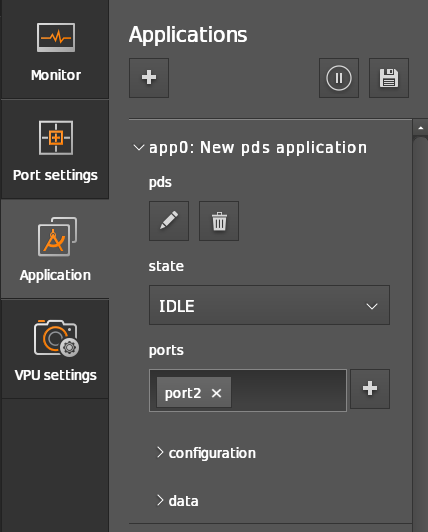 Monitor
Port settings
Application
VPU settings
Applications
app0: New pds application
pds
state
IDLE
ports
port2
configuration
data